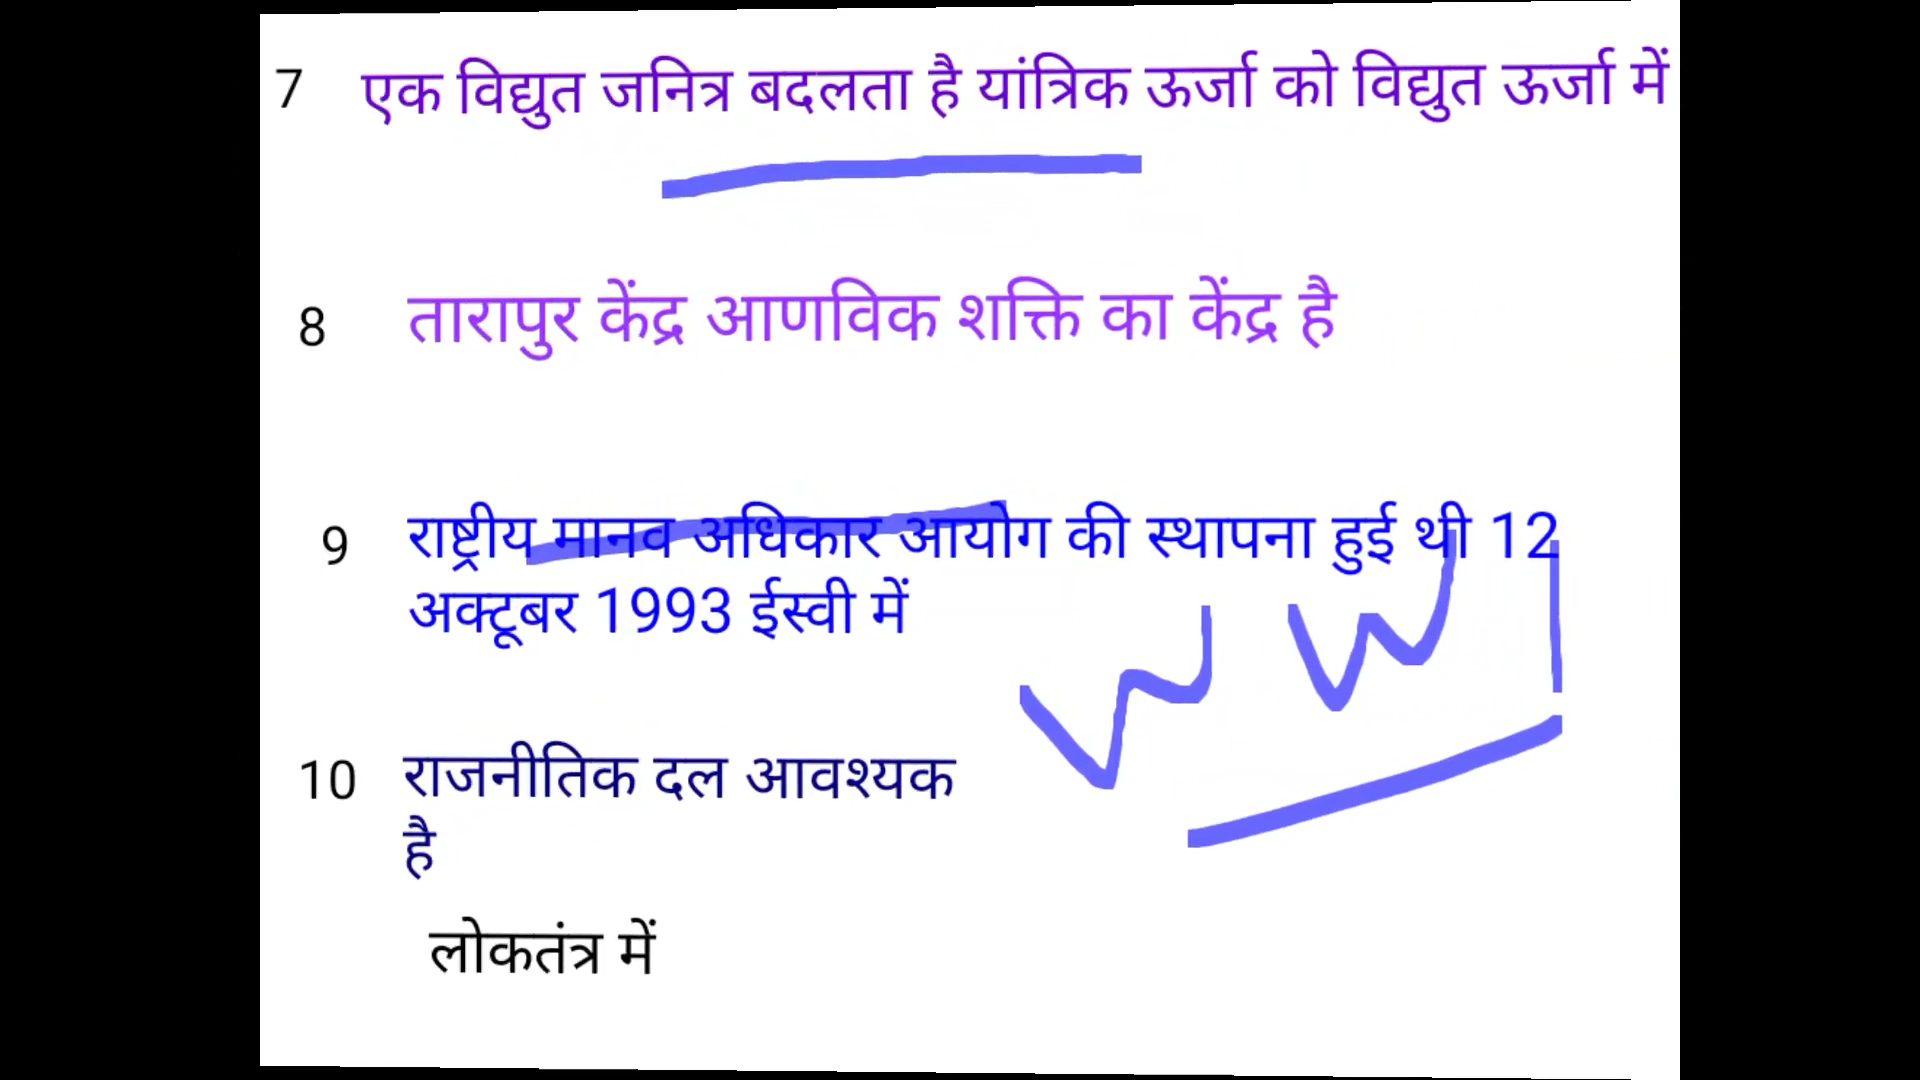 7 एक विद्युत जनित्र बदलता है यांत्रिक ऊर्जा को विद्युत ऊर्जा में
8 तारापुर केंद्र आणविक शक्ति का केंद्र है
9 राष्ट्रीय मानव अधिकार आयोग की स्थापना हुई थी 12
अक्टूबर 1993 ईस्वी में
10 राजनीतिक दल आवश्यक
है
लोकतंत्र में